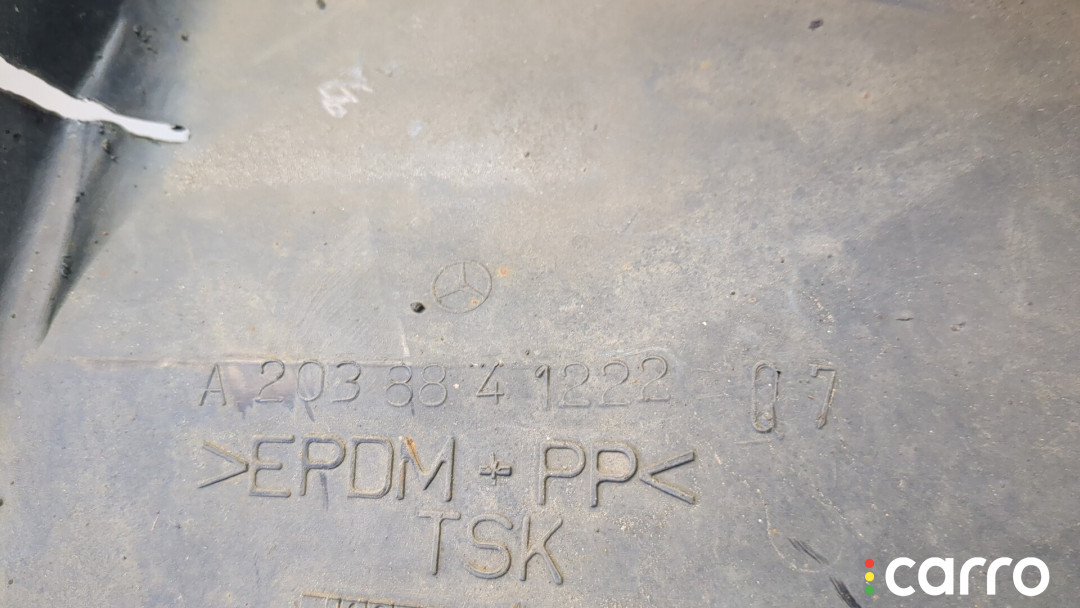 A 203 88 4 1222 07
>EPDM + PP<
TSK
carro